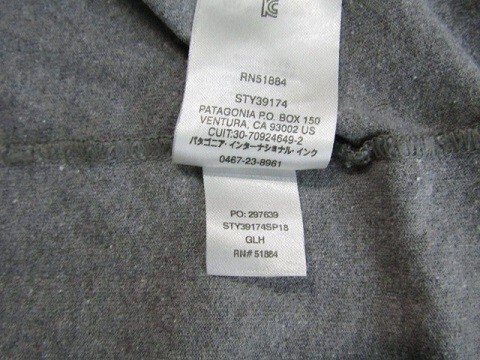 RN51884
STY39174
PATAGONIA P.O. BOX 150
VENTURA, CA 93002 US
CUIT:30-70924649-2
パタゴニア・インターナショナル・インク
0467-23-8961
PO: 297639
STY39174SP18
GLH
RN# 51884